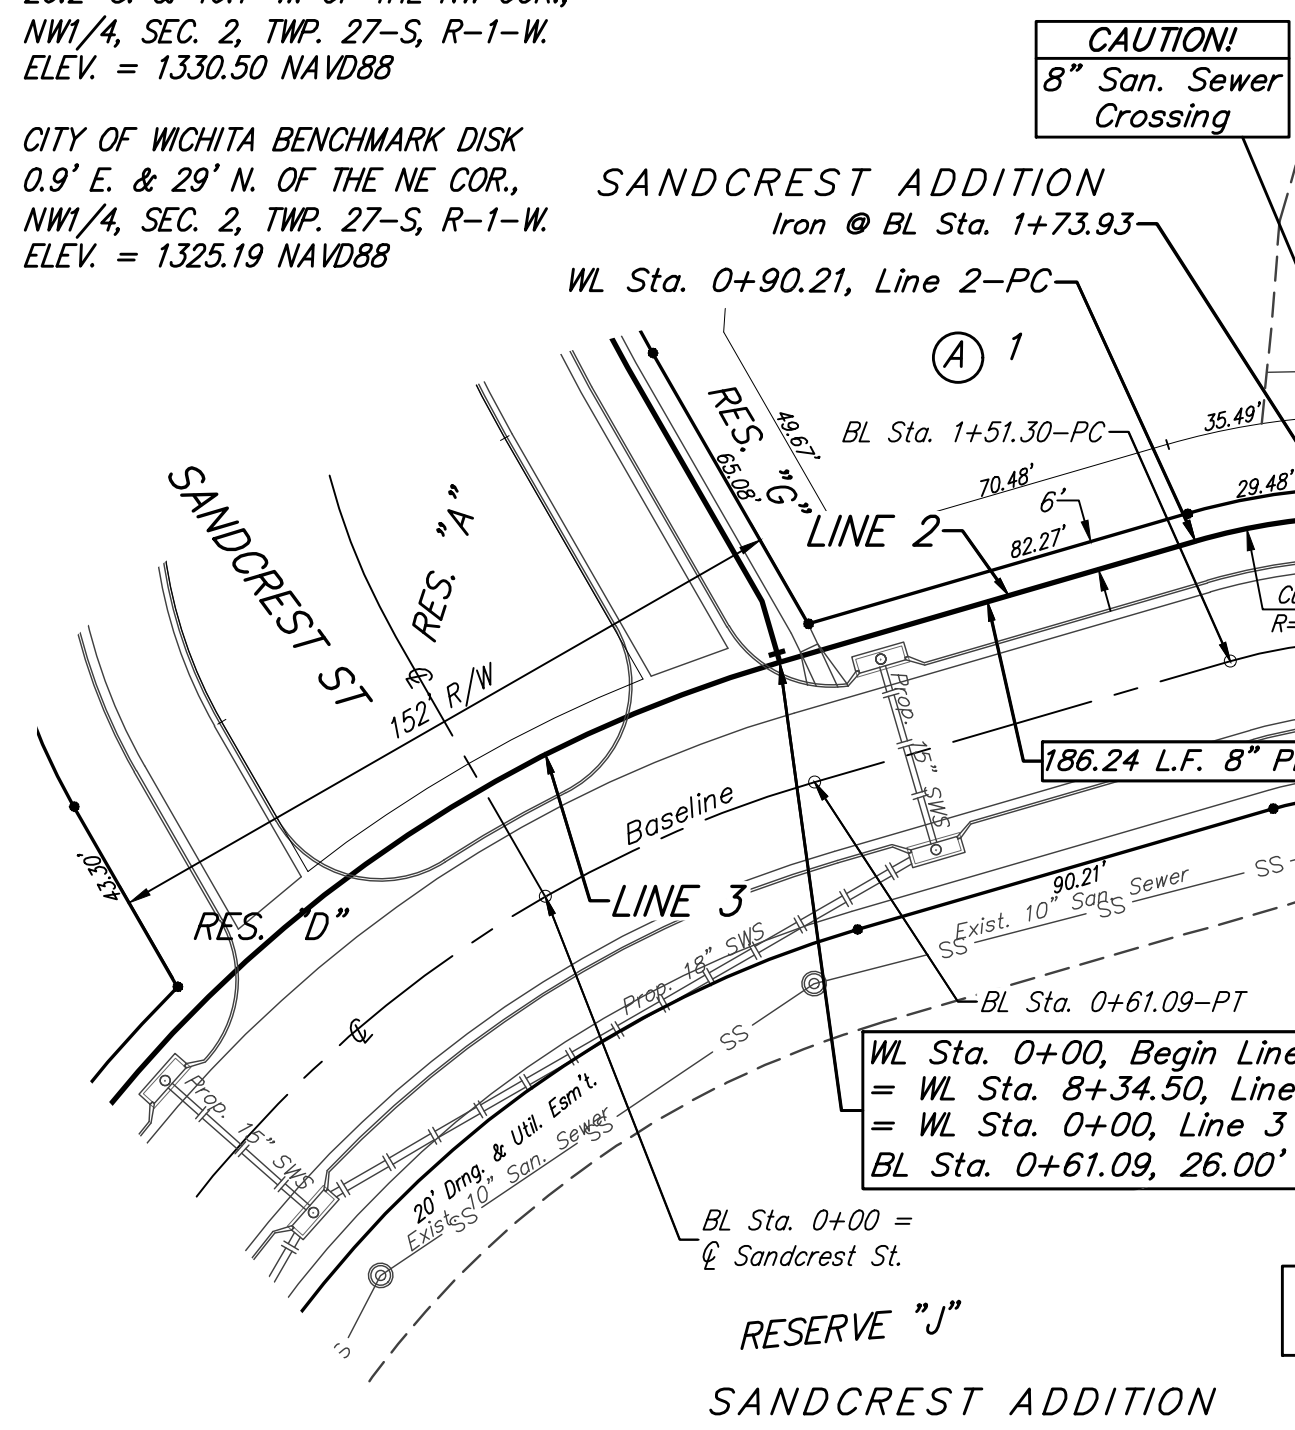 NW1/4, SEC. 2, TWP. 27-S, R-1-W.
ELEV. = 1330.50 NAVD88
CITY OF WICHITA BENCHMARK DISK
0.9' E. & 29' N. OF THE NE COR.,
NW1/4, SEC. 2, TWP. 27-S, R-1-W.
ELEV. = 1325.19 NAVD88
CAUTION!
8" San. Sewer
Crossing
SANDCREST ADDITION
Iron @ BL Sta. 1+73.93
WL Sta. 0+90.21, Line 2-PC
A 1
BL Sta. 1+51.30-PC
35.49'
RES. "G"
49.67'
65.08'
70.48'
29.48'
6'
82.27'
LINE 2
SANDCREST ST
RES. "A"
152' R/W
R=
Prop. 15" SWS
186.24 L.F. 8"
Baseline
43.30'
RES. "D"
LINE 3
90.21'
Exist. 10" San. Sewer
SS
SS
SS
Prop. 18" SWS
BL Sta. 0+61.09-PT
SS
WL Sta. 0+00, Begin Line
= WL Sta. 8+34.50, Line
= WL Sta. 0+00, Line 3
BL Sta. 0+61.09, 26.00'
Prop. 15" SWS
20' Drng. & Util. Esm't.
Exist. 10" San. Sewer
SS
SS
S
BL Sta. 0+00 =
℄ Sandcrest St.
RESERVE "J"
SANDCREST ADDITION